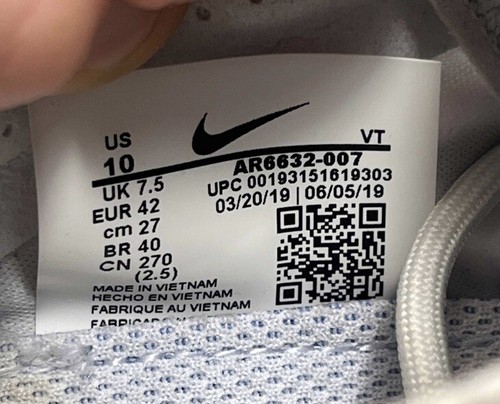 US
10
VT
AR6632-007
UK 7.5
UPC 00193151619303
EUR 42
03/20/19 | 06/05/19
cm 27
BR 40
CN 270
(2.5)
MADE IN VIETNAM
HECHO EN VIETNAM
FABRIQUE AU VIETNAM